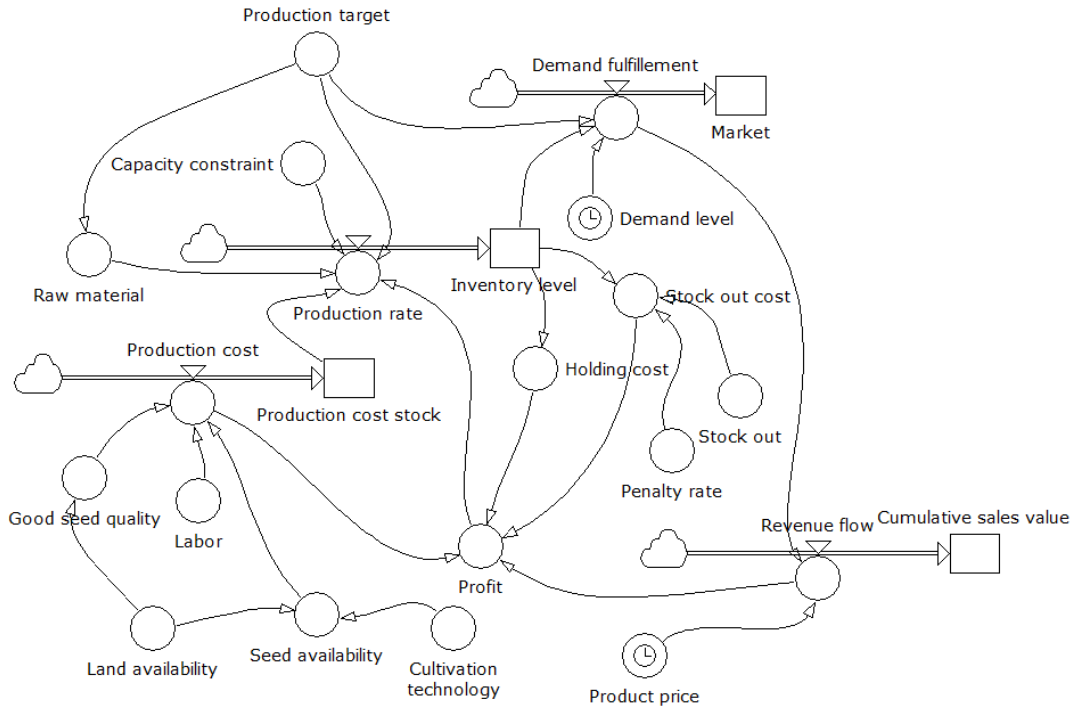 Production target
Demand fulfillement
Market
Capacity constraint
Demand level
Raw material
Inventory level
Stock out cost
Production rate
Production cost
Holding cost
Production cost stock
Stock out
Penalty rate
Good seed quality
Labor
Revenue flow
Cumulative sales value
Profit
Land availability
Seed availability
Cultivation
technology
Product price